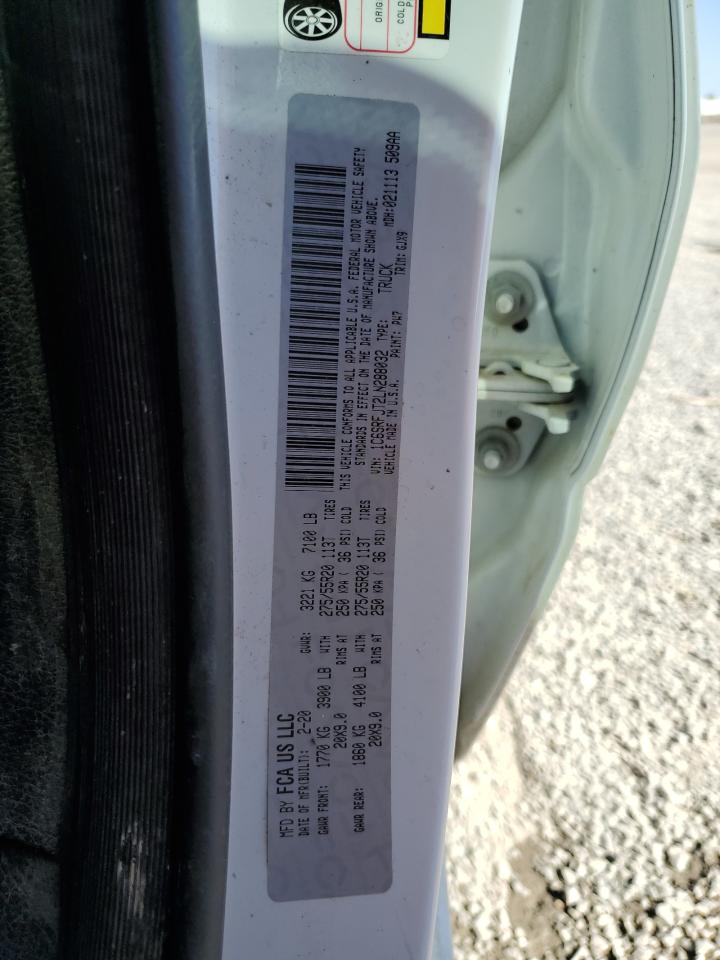 ORIG
COLD
P
MFD BY FCA US LLC
DATE OF MFR(BUILT): 2-20 GVWR: 3221 KG 7100 LB
GAWR FRONT: 1770 KG 3900 LB WITH 275/55R20 113T TIRES
20X9.0 RIMS AT 250 KPA ( 36 PSI) COLD
GAWR REAR: 1860 KG 4100 LB WITH 275/55R20 113T TIRES
20X9.0 RIMS AT 250 KPA ( 36 PSI) COLD
THIS VEHICLE CONFORMS TO ALL APPLICABLE U.S.A. FEDERAL MOTOR VEHICLE SAFETY
STANDARDS IN EFFECT ON THE DATE OF MANUFACTURE SHOWN ABOVE.
VIN: 1C6SRFJT2LN288032 TYPE: TRUCK MDH:021113 509AA
VEHICLE MADE IN U.S.A. PAINT: PW7 TRIM: GJX9